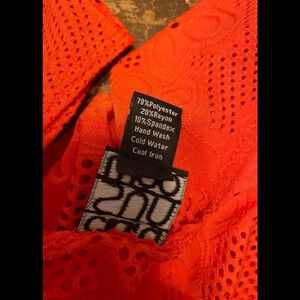 70%Polyester
20%Rayon
10%Spandex
Hand Wash
Cold Water
Cool Iron